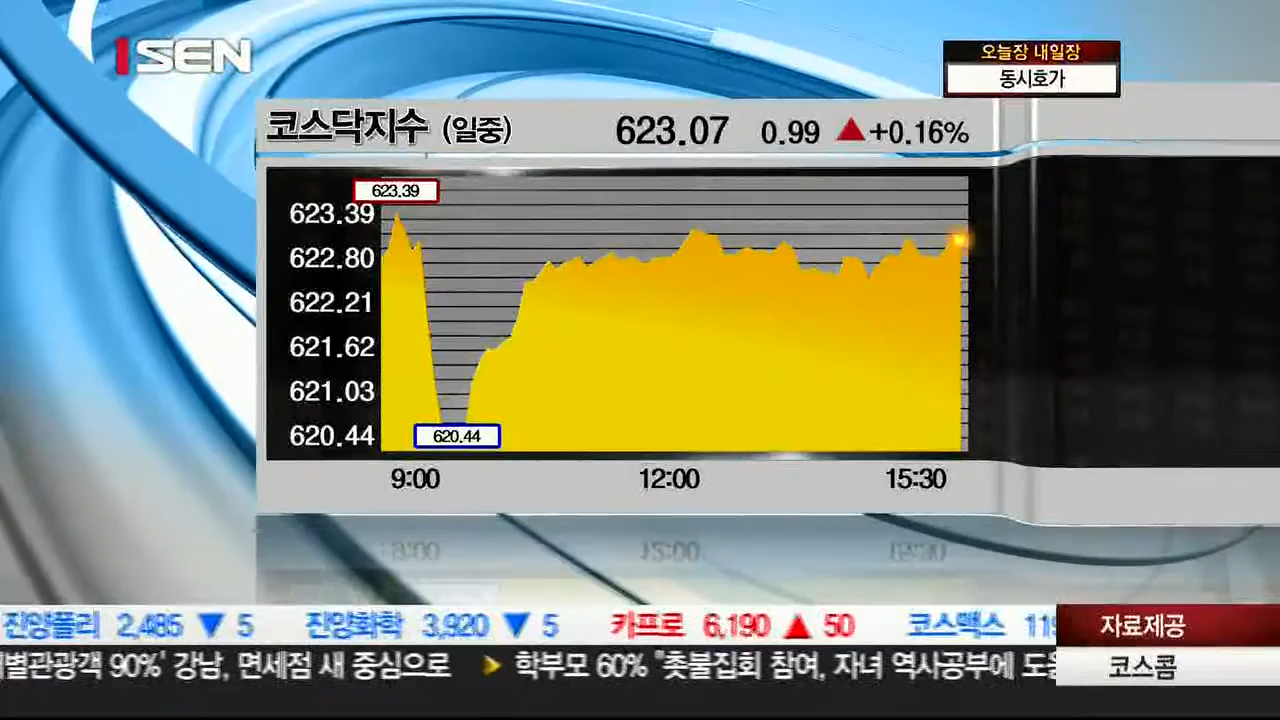 SEN
오늘장 내일장
동시호가
코스닥지수 (일중) 623.07 0.99 ▲+0.16%
623.39
623.39
622.80
622.21
621.62
621.03
620.44
620.44
9:00 12:00 15:30
진양폴리 2,485 ▼ 5 진양화학 3,920 ▼ 5 카프로 6,190 ▲ 50 코스맥스
자료제공
별관광객 90%' 강남, 면세점 새 중심으로 ▶ 학부모 60% "촛불집회 참여, 자녀 역사공부에
코스콤